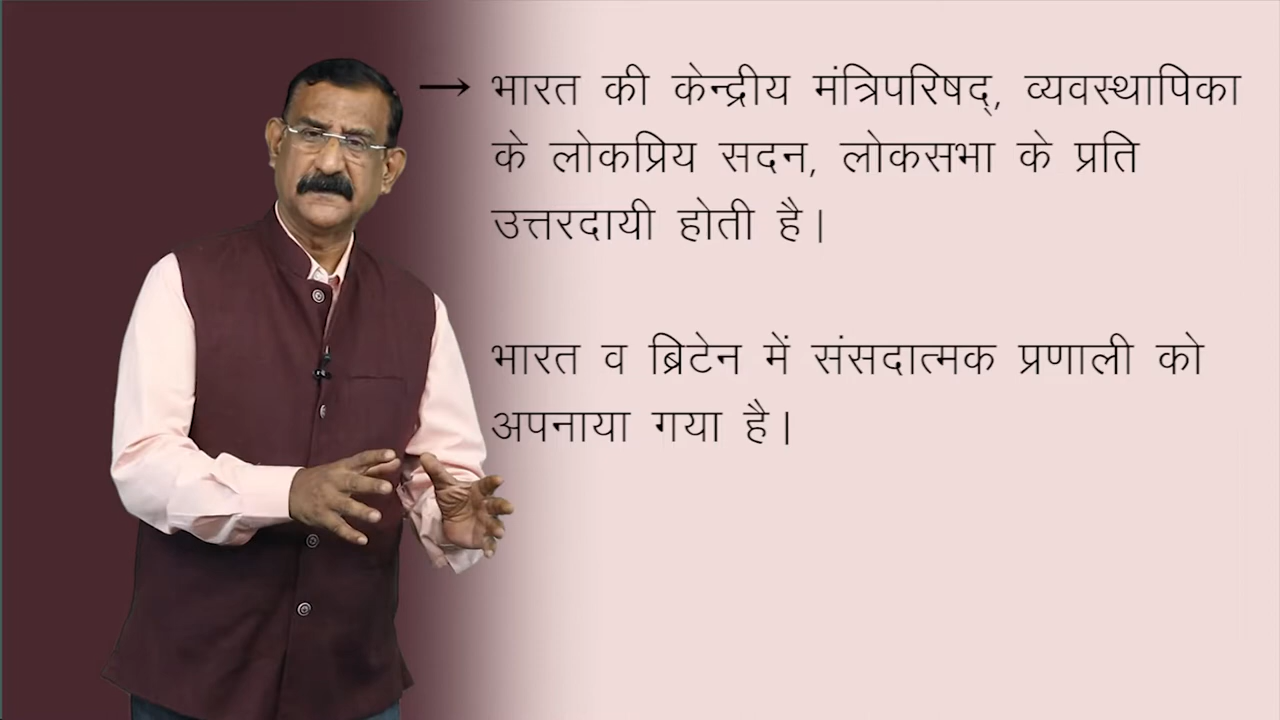 → भारत की केन्द्रीय मंत्रिपरिषद्, व्यवस्थापिका
के लोकप्रिय सदन, लोकसभा के प्रति
उत्तरदायी होती है।
भारत व ब्रिटेन में संसदात्मक प्रणाली को
अपनाया गया है।